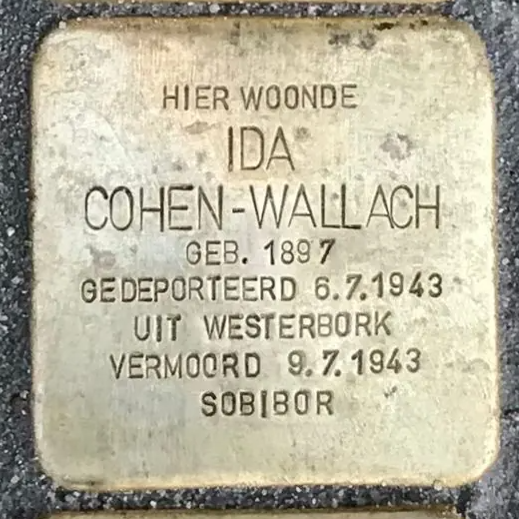 HIER WOONDE
IDA
COHEN-WALLACH
GEB. 1897
GEDEPORTEERD 6.7.1943
UIT WESTERBORK
VERMOORD 9.7.1943
SOBIBOR